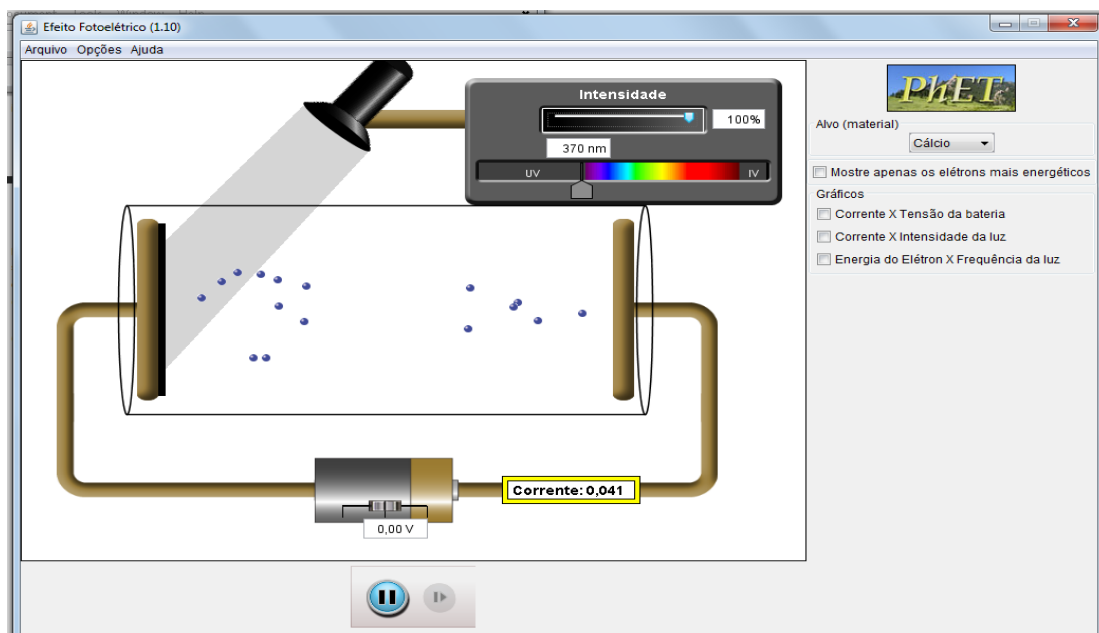 Efeito Fotoelétrico (1.10)
Arquivo Opções Ajuda
Intensidade
100%
370 nm
UV
IV
PhET
Alvo (material)
Cálcio
Mostre apenas os elétrons mais energéticos
Gráficos
Corrente X Tensão da bateria
Corrente X Intensidade da luz
Energia do Elétron X Frequência da luz
Corrente: 0,041
0,00 V